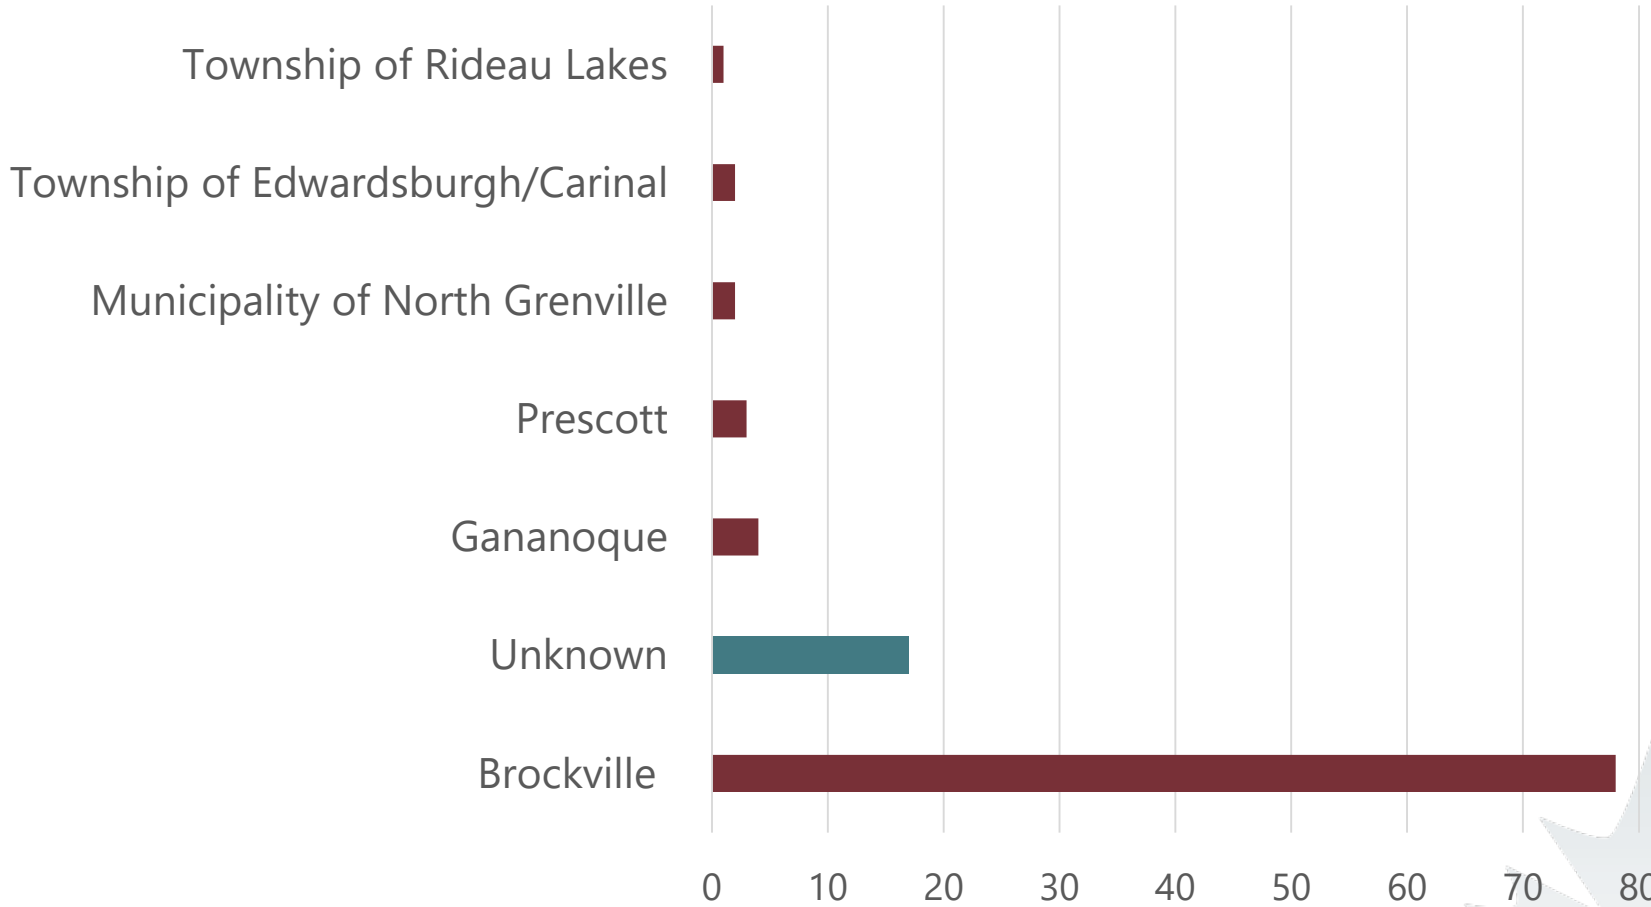 Township of Rideau Lakes
Township of Edwardsburgh/Carinal
Municipality of North Grenville
Prescott
Gananoque
Unknown
Brockville
0 10 20 30 40 50 60 70 80